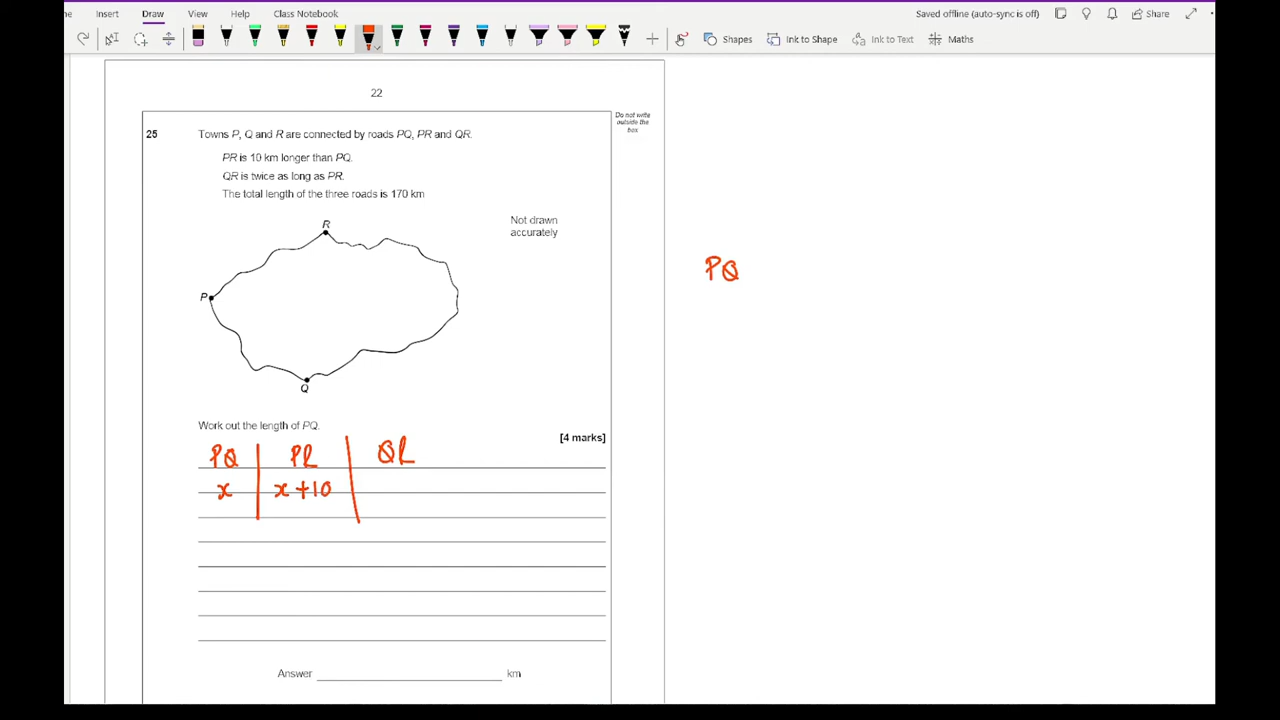 me Insert Draw View Help Class Notebook Saved offline (auto-sync is off) Share
Shapes Ink to Shape Ink to Text Maths
22
Do not write
outside the
box
25 Towns P, Q and R are connected by roads PQ, PR and QR.
PR is 10 km longer than PQ.
QR is twice as long as PR.
The total length of the three roads is 170 km
Not drawn
accurately
R
P
Q
PQ
Work out the length of PQ.
[4 marks]
PQ PR QR
x x+10
Answer km